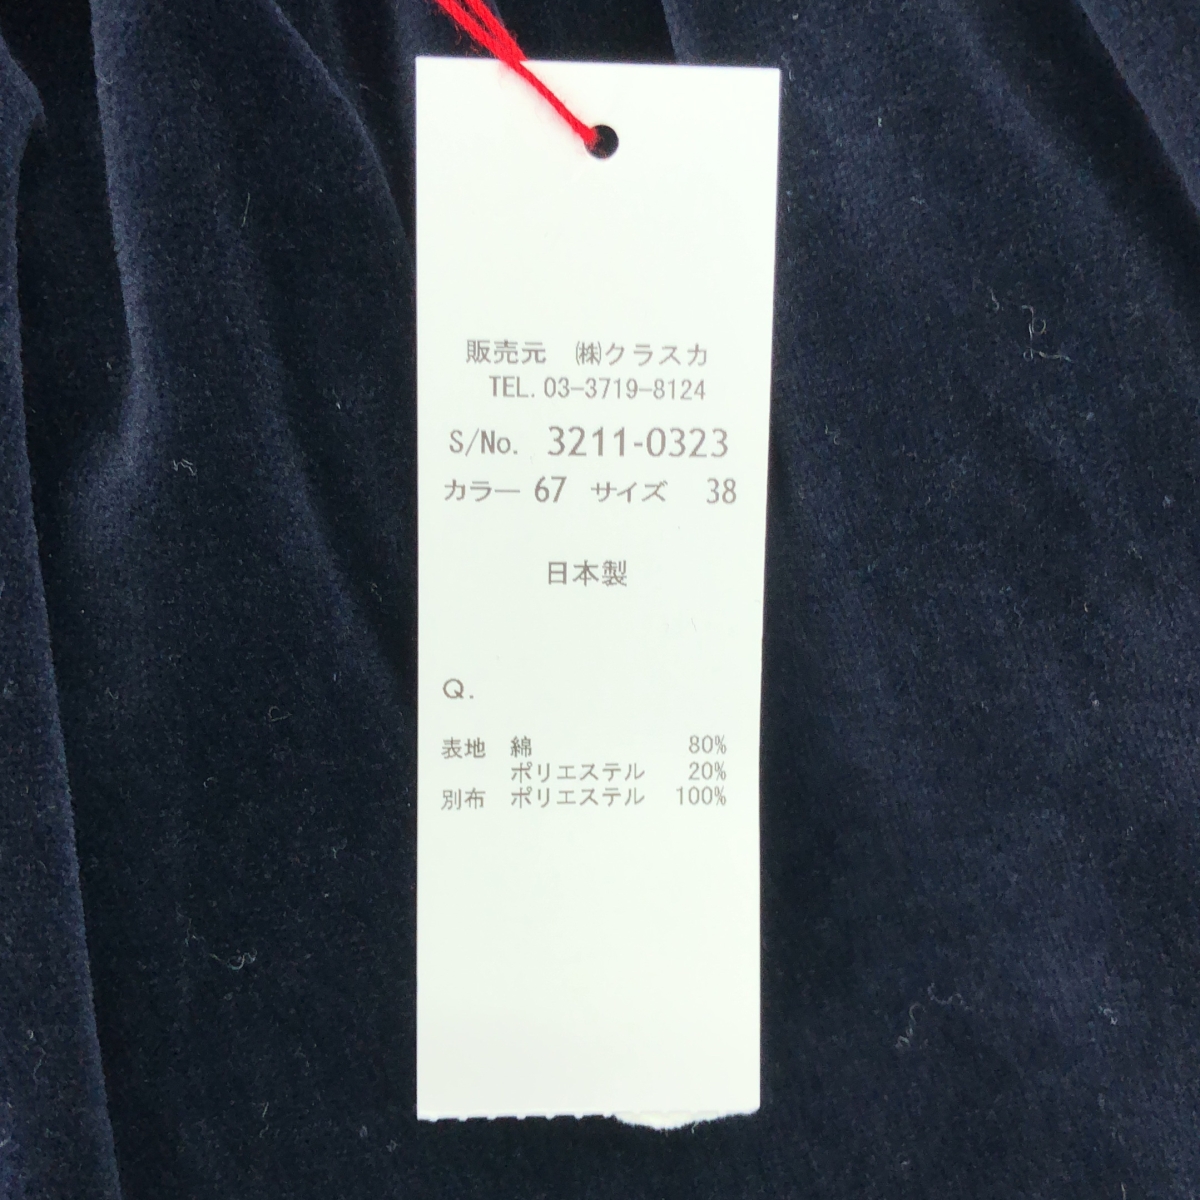 販売元　㈱クラスカ
TEL. 03-3719-8124
S/No. 3211-0323
カラー 67 サイズ 38
日本製
Q.
表地 綿 80%
ポリエステル 20%
別布 ポリエステル 100%